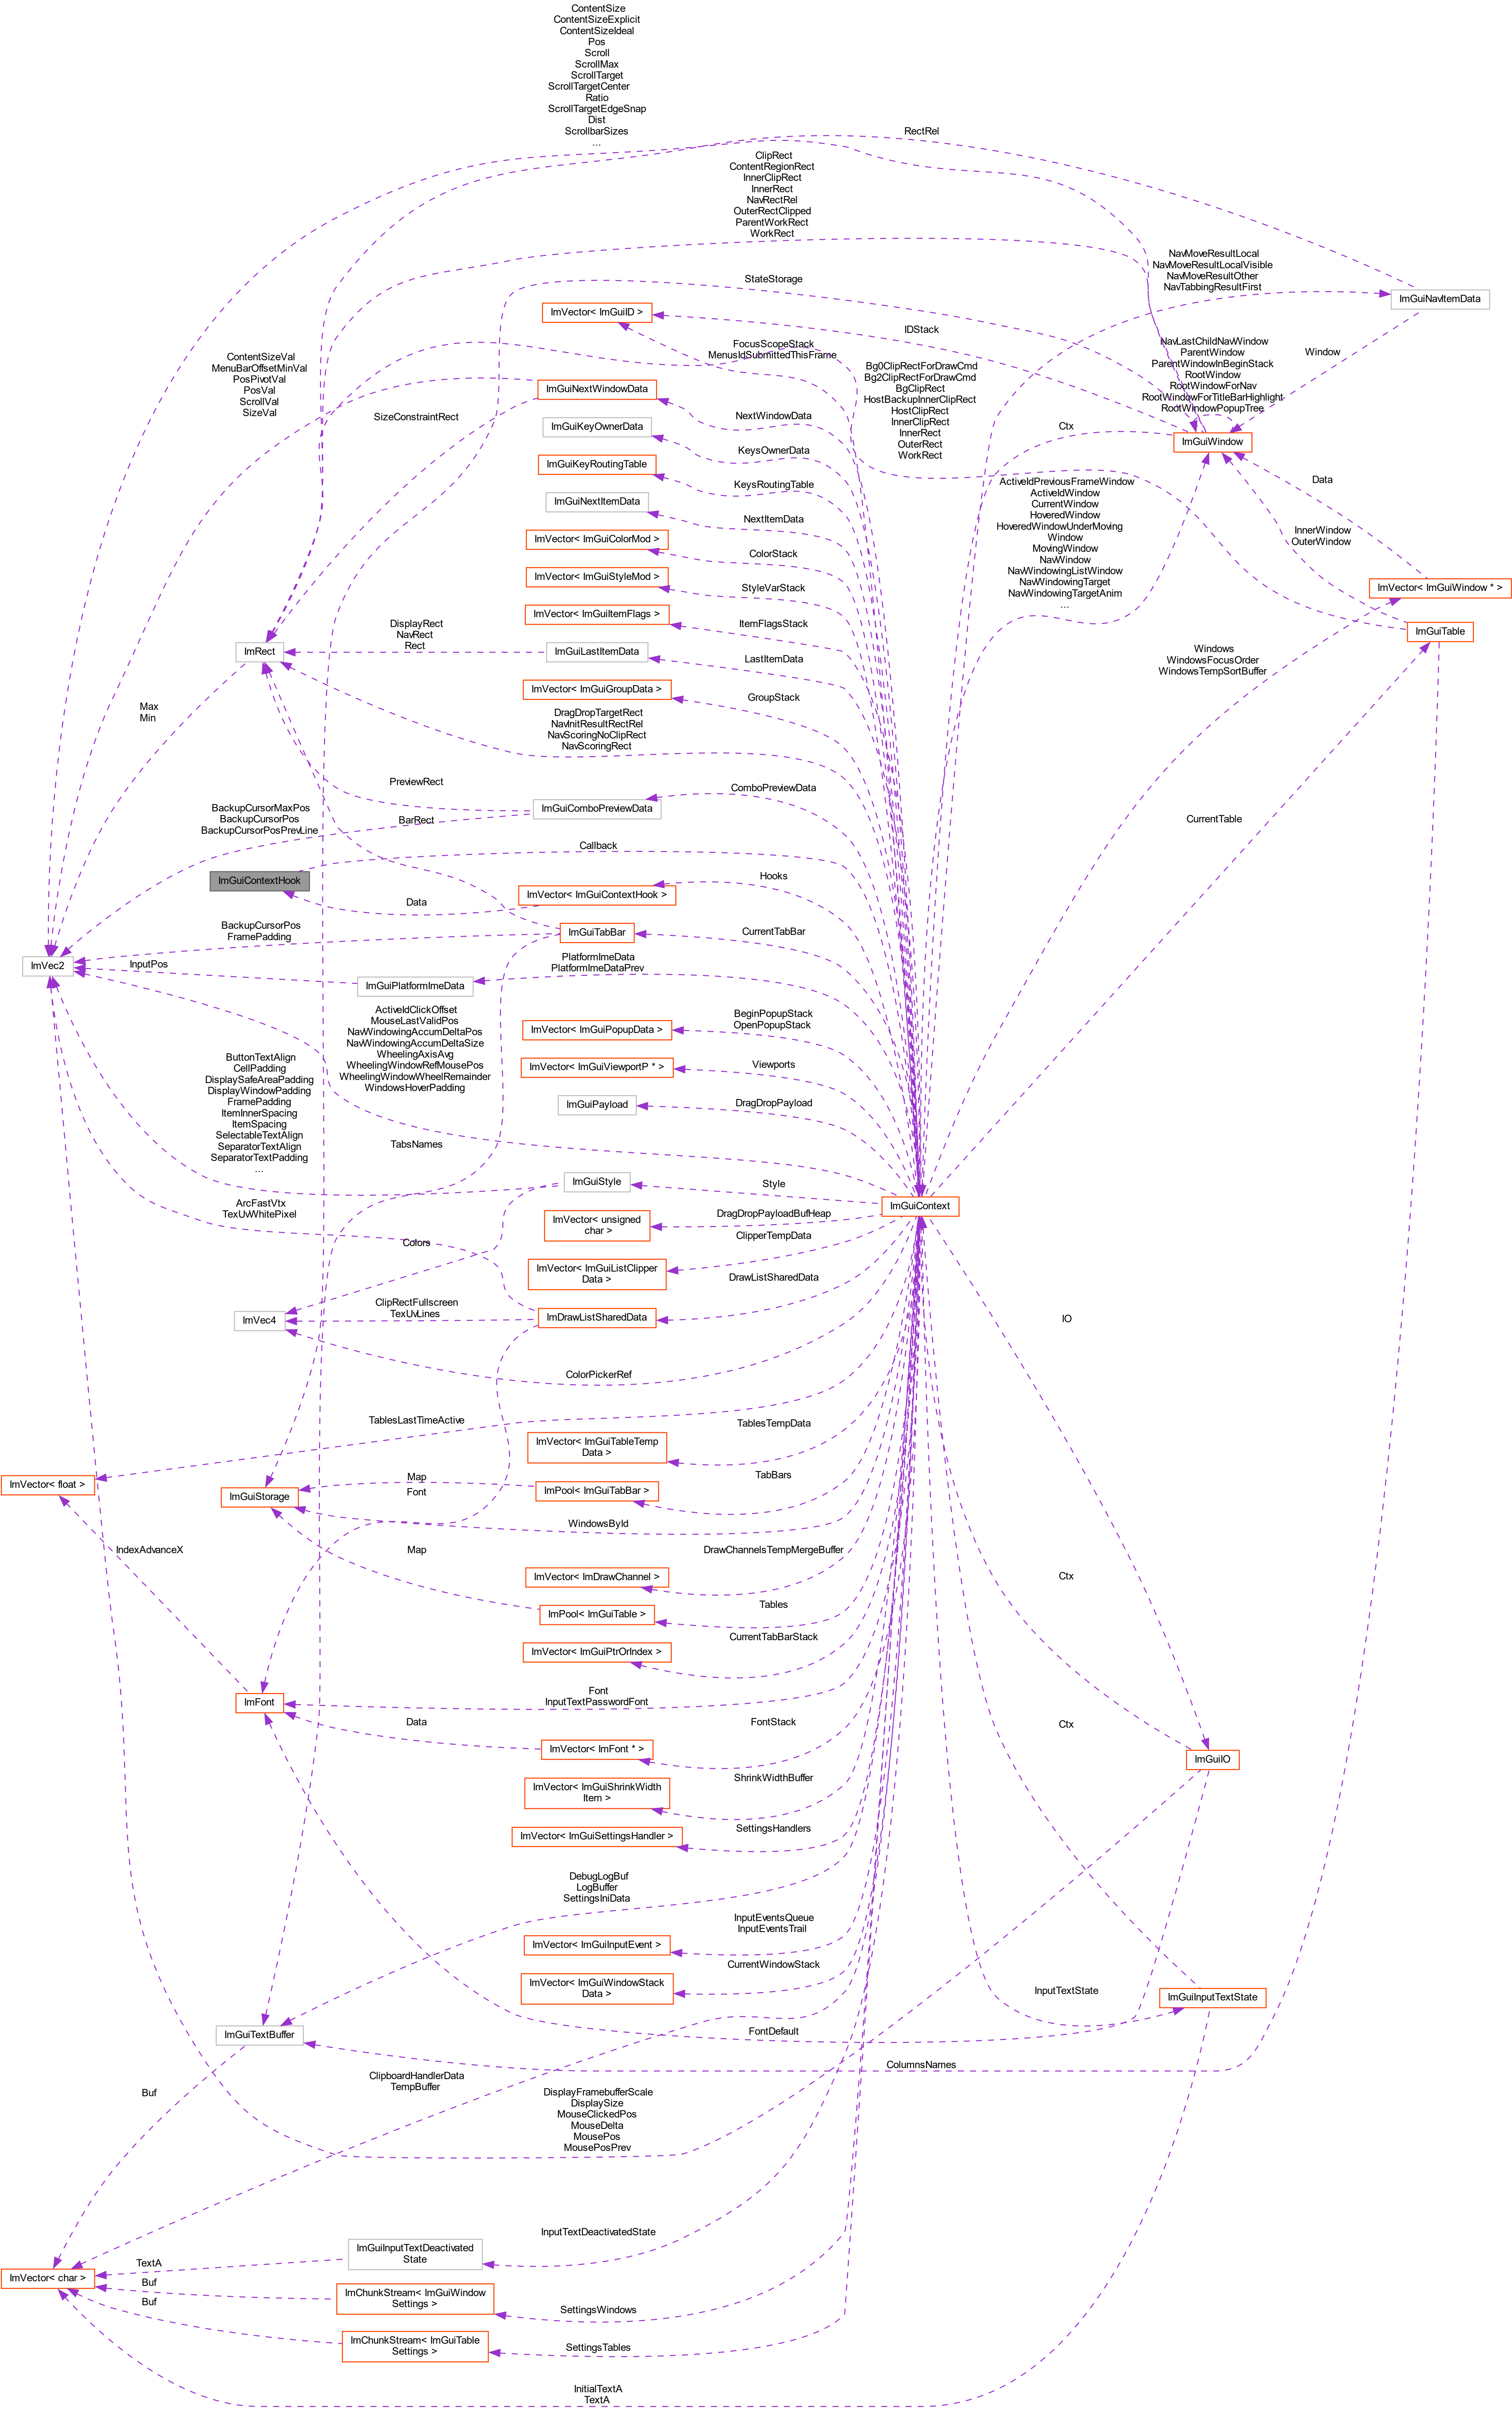 ContentSize
ContentSizeExplicit
ContentSizeIdeal
Pos
Scroll
ScrollMax
ScrollTarget
ScrollTargetCenter
Ratio
ScrollTargetEdgeSnap
Dist
ScrollbarSizes
...
RectRel
ClipRect
ContentRegionRect
InnerClipRect
InnerRect
NavRectRel
OuterRectClipped
ParentWorkRect
WorkRect
NavMoveResultLocal
NavMoveResultLocalVisible
NavMoveResultOther
NavTabbingResultFirst
StateStorage
ImGuiNavItemData
ImVector< ImGuiID >
IDStack
FocusScopeStack
MenusIdSubmittedThisFrame
NavLastChildNavWindow
ParentWindow
ParentWindowInBeginStack
RootWindow
RootWindowForNav
RootWindowForTitleBarHighlight
RootWindowPopupTree
Window
ContentSizeVal
MenuBarOffsetMinVal
PosPivotVal
PosVal
ScrollVal
SizeVal
Bg0ClipRectForDrawCmd
Bg2ClipRectForDrawCmd
BgClipRect
HostBackupInnerClipRect
HostClipRect
InnerClipRect
InnerRect
OuterRect
WorkRect
ImGuiNextWindowData
SizeConstraintRect
NextWindowData
ImGuiKeyOwnerData
Ctx
ImGuiWindow
KeysOwnerData
ImGuiKeyRoutingTable
KeysRoutingTable
ActiveIdPreviousFrameWindow
ActiveIdWindow
CurrentWindow
HoveredWindow
HoveredWindowUnderMoving
Window
MovingWindow
NavWindow
NavWindowingListWindow
NavWindowingTarget
NavWindowingTargetAnim
...
Data
ImGuiNextItemData
NextItemData
InnerWindow
OuterWindow
ImVector< ImGuiColorMod >
ColorStack
ImVector< ImGuiStyleMod >
StyleVarStack
ImVector< ImGuiWindow * >
ImVector< ImGuiItemFlags >
ItemFlagsStack
ImGuiTable
DisplayRect
NavRect
Rect
ImRect
ImGuiLastItemData
LastItemData
Windows
WindowsFocusOrder
WindowsTempSortBuffer
ImVector< ImGuiGroupData >
GroupStack
Max
Min
DragDropTargetRect
NavInitResultRectRel
NavScoringNoClipRect
NavScoringRect
PreviewRect
ImGuiComboPreviewData
ComboPreviewData
BackupCursorMaxPos
BackupCursorPos
BackupCursorPosPrevLine
BarRect
CurrentTable
Callback
ImGuiContextHook
Hooks
ImVector< ImGuiContextHook >
Data
BackupCursorPos
FramePadding
ImGuiTabBar
CurrentTabBar
ImVec2
InputPos
ImGuiPlatformImeData
PlatformImeData
PlatformImeDataPrev
ActiveIdClickOffset
MouseLastValidPos
NavWindowingAccumDeltaPos
NavWindowingAccumDeltaSize
WheelingAxisAvg
WheelingWindowRefMousePos
WheelingWindowWheelRemainder
WindowsHoverPadding
ImVector< ImGuiPopupData >
BeginPopupStack
OpenPopupStack
ButtonTextAlign
CellPadding
DisplaySafeAreaPadding
DisplayWindowPadding
FramePadding
ItemInnerSpacing
ItemSpacing
SelectableTextAlign
SeparatorTextAlign
SeparatorTextPadding
...
ImVector< ImGuiViewportP * >
Viewports
ImGuiPayload
DragDropPayload
TabsNames
ImGuiStyle
Style
ImGuiContext
ArcFastVtx
TexUvWhitePixel
ImVector< unsigned
char >
DragDropPayloadBufHeap
Colors
ClipperTempData
ImVector< ImGuiListClipper
Data >
DrawListSharedData
ClipRectFullscreen
TexUvLines
ImVec4
ImDrawListSharedData
IO
ColorPickerRef
TablesLastTimeActive
TablesTempData
ImVector< ImGuiTableTemp
Data >
Map
TabBars
ImVector< float >
Font
ImPool< ImGuiTabBar >
ImGuiStorage
WindowsById
IndexAdvanceX
Map
DrawChannelsTempMergeBuffer
ImVector< ImDrawChannel >
Ctx
Tables
ImPool< ImGuiTable >
CurrentTabBarStack
ImVector< ImGuiPtrOrIndex >
Font
InputTextPasswordFont
ImFont
Data
FontStack
ImVector< ImFont * >
Ctx
ImGuiIO
ImVector< ImGuiShrinkWidth
Item >
ShrinkWidthBuffer
ImVector< ImGuiSettingsHandler >
SettingsHandlers
DebugLogBuf
LogBuffer
SettingsIniData
InputEventsQueue
InputEventsTrail
ImVector< ImGuiInputEvent >
CurrentWindowStack
ImVector< ImGuiWindowStack
Data >
InputTextState
ImGuiInputTextState
ImGuiTextBuffer
FontDefault
ColumnsNames
Buf
ClipboardHandlerData
TempBuffer
DisplayFramebufferScale
DisplaySize
MouseClickedPos
MouseDelta
MousePos
MousePosPrev
InputTextDeactivatedState
ImGuiInputTextDeactivated
State
TextA
ImVector< char >
Buf
ImChunkStream< ImGuiWindow
Settings >
Buf
SettingsWindows
ImChunkStream< ImGuiTable
Settings >
SettingsTables
InitialTextA
TextA